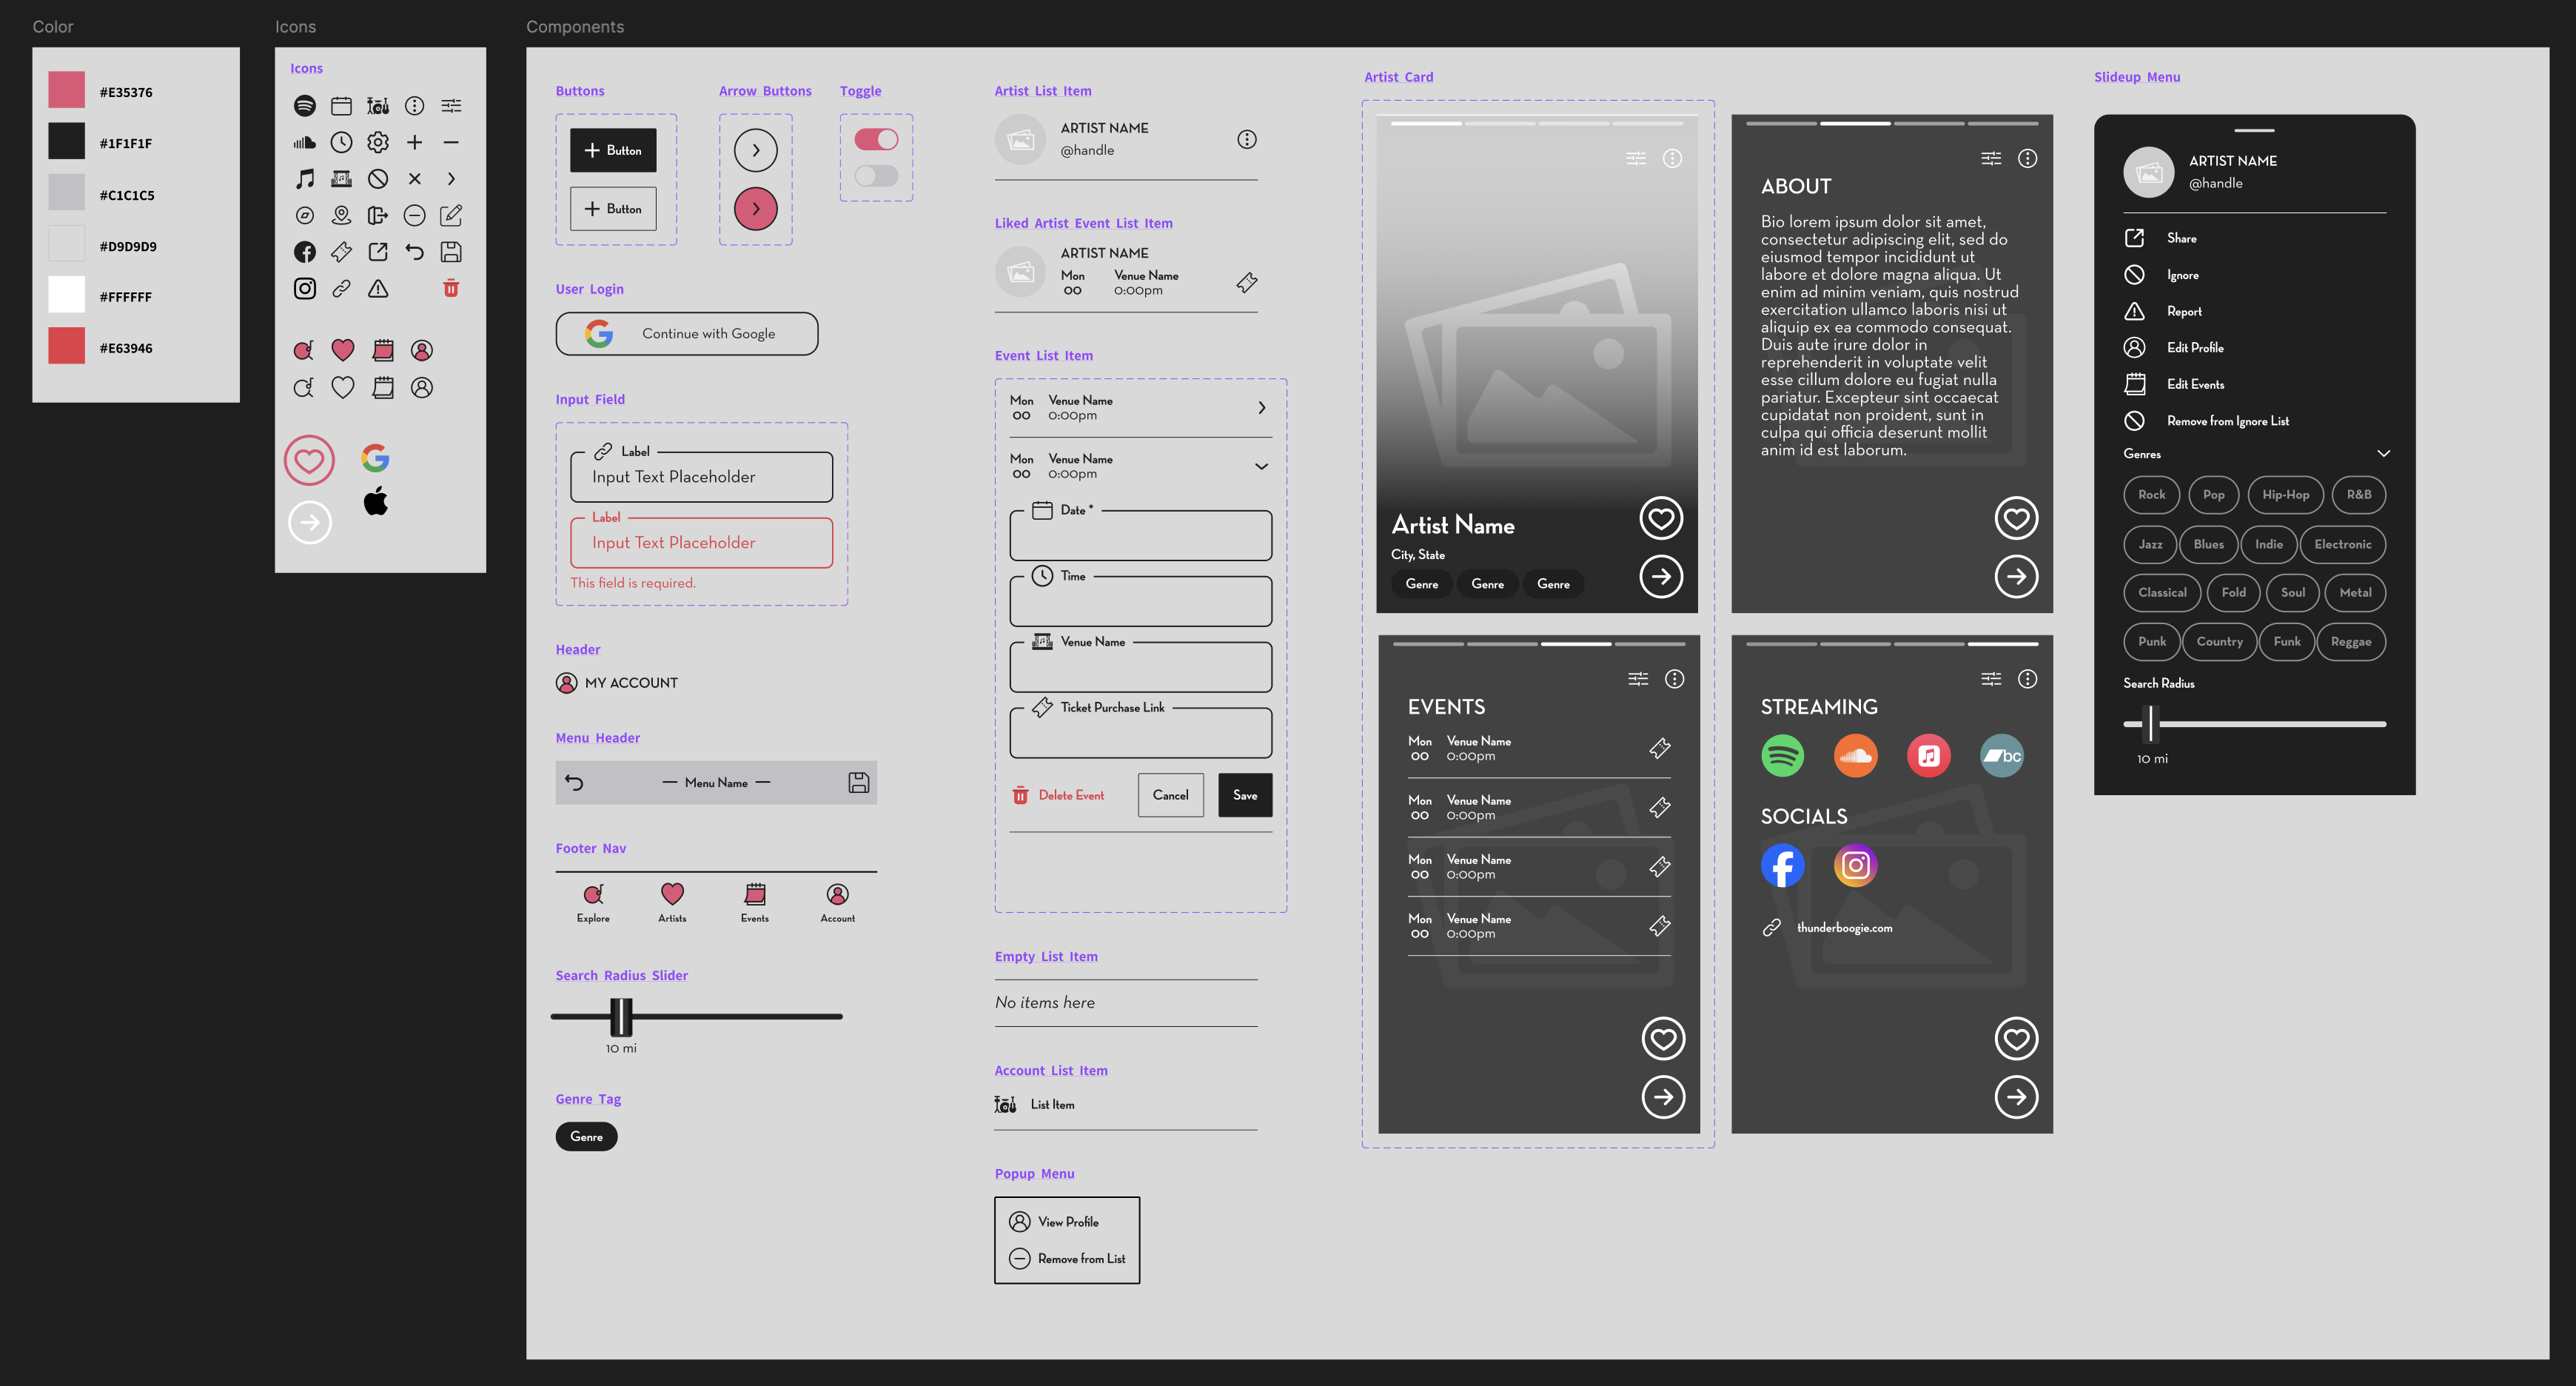 Color
#E35376
#1F1F1F
#C1C1C5
#D9D9D9
#FFFFFF
#E63946
Icons
Icons
Components
Buttons
Button
Button
Arrow Buttons
Toggle
User Login
Continue with Google
Input Field
Label
Input Text Placeholder
Label
Input Text Placeholder
This field is required.
Header
MY ACCOUNT
Menu Header
Menu Name
Footer Nav
Explore
Artists
Events
Account
Search Radius Slider
10 mi
Genre Tag
Genre
Artist List Item
ARTIST NAME
@handle
Liked Artist Event List Item
ARTIST NAME
Mon Venue Name
00 0:00pm
Event List Item
Mon Venue Name
00 0:00pm
Mon Venue Name
00 0:00pm
Date *
Time
Venue Name
Ticket Purchase Link
Delete Event
Cancel
Save
Empty List Item
No items here
Account List Item
List Item
Popup Menu
View Profile
Remove from List
Artist Card
Artist Name
City, State
Genre Genre Genre
ABOUT
Bio lorem ipsum dolor sit amet,
consectetur adipiscing elit, sed do
eiusmod tempor incididunt ut
labore et dolore magna aliqua. Ut
enim ad minim veniam, quis nostrud
exercitation ullamco laboris nisi ut
aliquip ex ea commodo consequat.
Duis aute irure dolor in
reprehenderit in voluptate velit
esse cillum dolore eu fugiat nulla
pariatur. Excepteur sint occaecat
cupidatat non proident, sunt in
culpa qui officia deserunt mollit
anim id est laborum.
EVENTS
Mon Venue Name
00 0:00pm
Mon Venue Name
00 0:00pm
Mon Venue Name
00 0:00pm
Mon Venue Name
00 0:00pm
STREAMING
bc
SOCIALS
thunderboogie.com
Slideup Menu
ARTIST NAME
@handle
Share
Ignore
Report
Edit Profile
Edit Events
Remove from Ignore List
Genres
Rock Pop Hip-Hop R&B
Jazz Blues Indie Electronic
Classical Fold Soul Metal
Punk Country Funk Reggae
Search Radius
10 mi